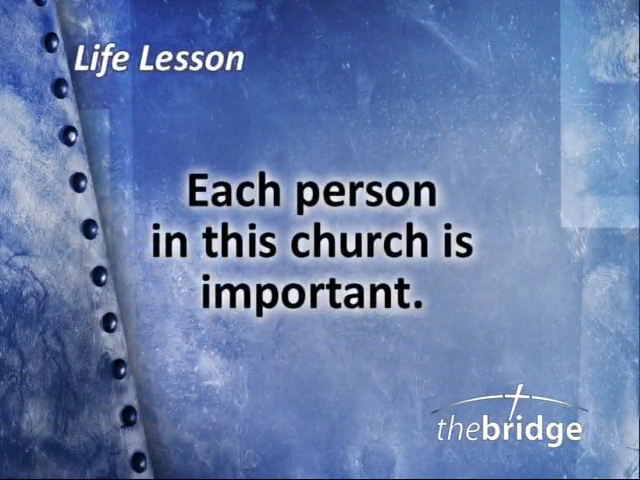 Life Lesson
Each person
in this church is
important.
thebridge